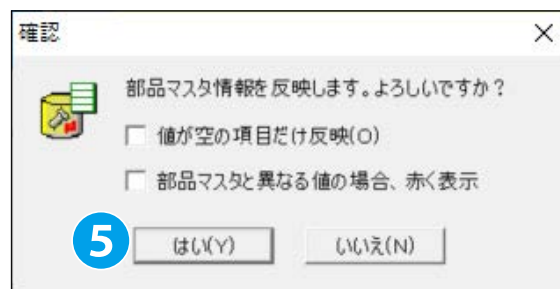 確認
部品マスタ情報を反映します。よろしいですか？
値が空の項目だけ反映(O)
部品マスタと異なる値の場合、赤く表示
5
はい(Y)
いいえ(N)